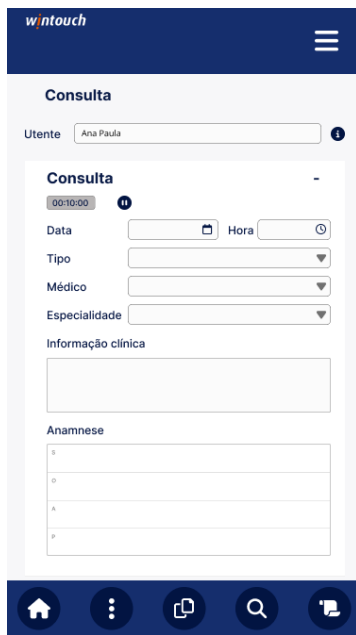 wintouch
Consulta
Utente Ana Paula
Consulta -
00:10:00
Data Hora
Tipo
Médico
Especialidade
Informação clínica
Anamnese
S
O
A
P